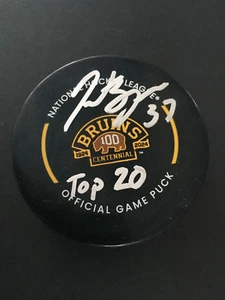 NATIONAL HOCKEY LEAGUE
37
BRUINS
100
1924 2024
CENTENNIAL
TOP 20
OFFICIAL GAME PUCK